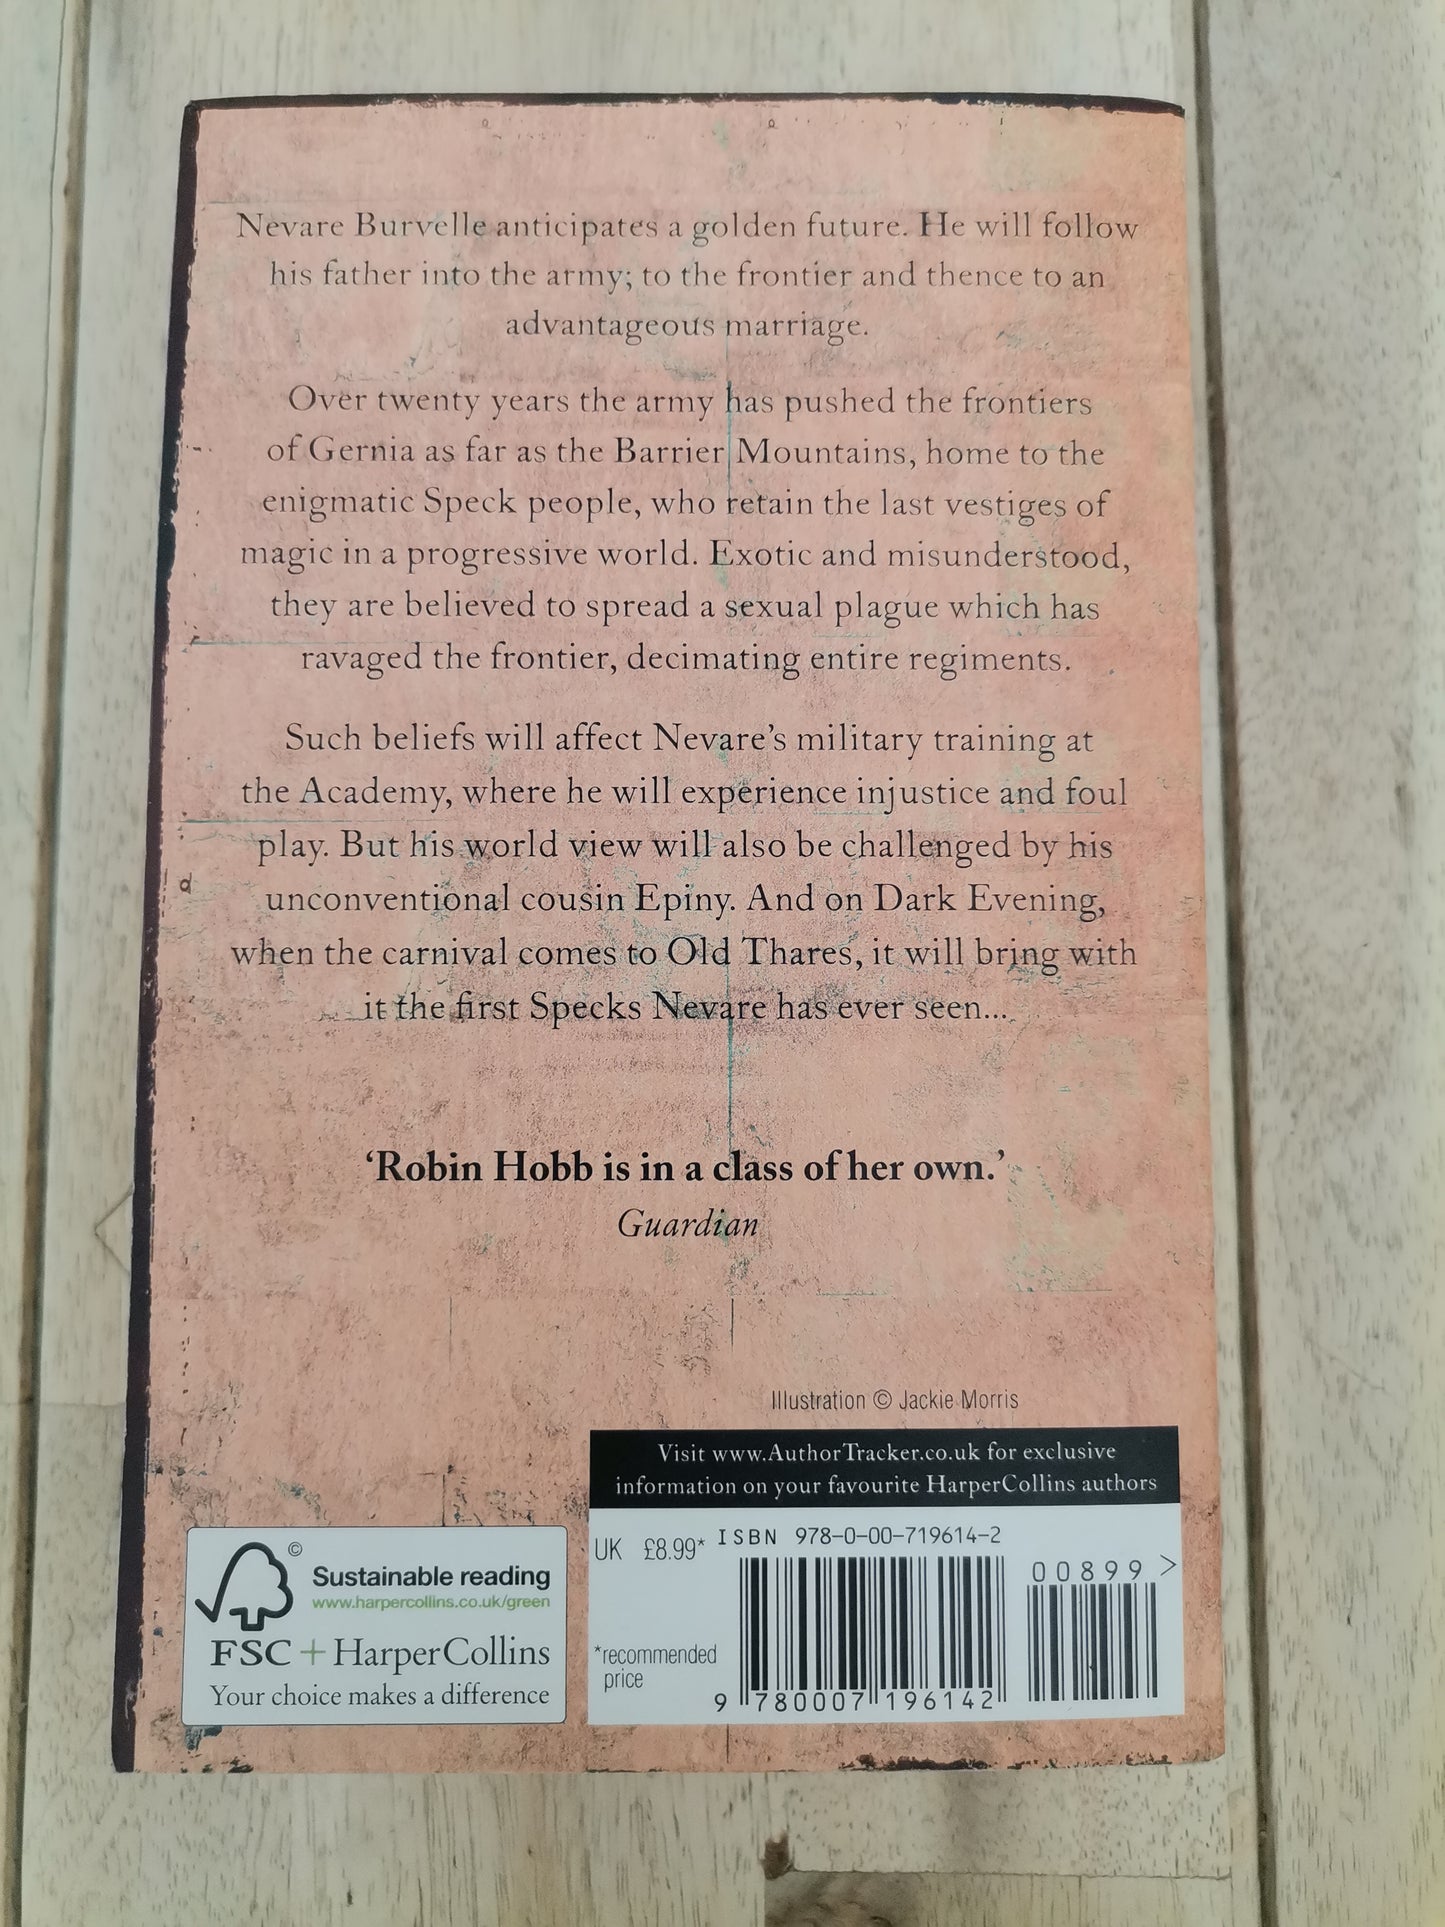 Nevare Burvelle anticipates a golden future. He will follow
his father into the army; to the frontier and thence to an
advantageous marriage.
Over twenty years the army has pushed the frontiers
of Gernia as far as the Barrier Mountains, home to the
enigmatic Speck people, who retain the last vestiges of
magic in a progressive world. Exotic and misunderstood,
they are believed to spread a sexual plague which has
ravaged the frontier, decimating entire regiments.
Such beliefs will affect Nevare's military training at
the Academy, where he will experience injustice and foul
play. But his world view will also be challenged by his
unconventional cousin Epiny. And on Dark Evening,
when the carnival comes to Old Thares, it will bring with
it the first Specks Nevare has ever seen...
‘Robin Hobb is in a class of her own.’
Guardian
Illustration © Jackie Morris
Visit www.AuthorTracker.co.uk for exclusive
information on your favourite HarperCollins authors
©
Sustainable reading
www.harpercollins.co.uk/green
FSC + HarperCollins
Your choice makes a difference
UK £8.99*
ISBN 978-0-00-719614-2
00899 >
*recommended
price
9 780007 196142